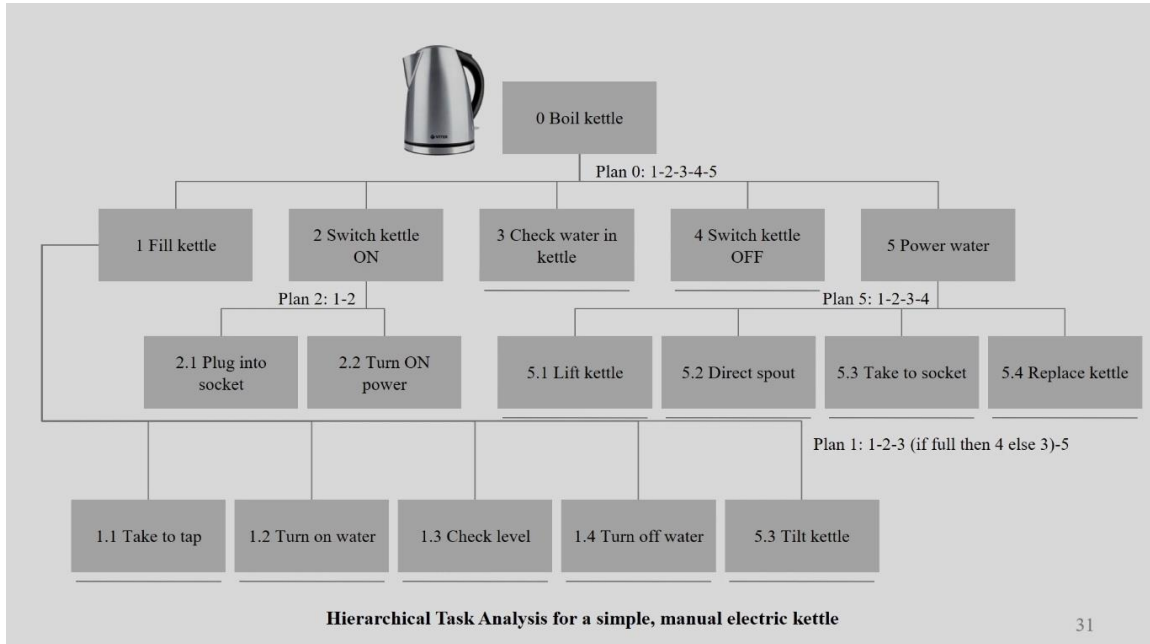 0 Boil kettle
Plan 0: 1-2-3-4-5
1 Fill kettle
2 Switch kettle
ON
3 Check water in
kettle
4 Switch kettle
OFF
5 Power water
Plan 2: 1-2
Plan 5: 1-2-3-4
2.1 Plug into
socket
2.2 Turn ON
power
5.1 Lift kettle
5.2 Direct spout
5.3 Take to socket
5.4 Replace kettle
Plan 1: 1-2-3 (if full then 4 else 3)-5
1.1 Take to tap
1.2 Turn on water
1.3 Check level
1.4 Turn off water
5.3 Tilt kettle
Hierarchical Task Analysis for a simple, manual electric kettle
31